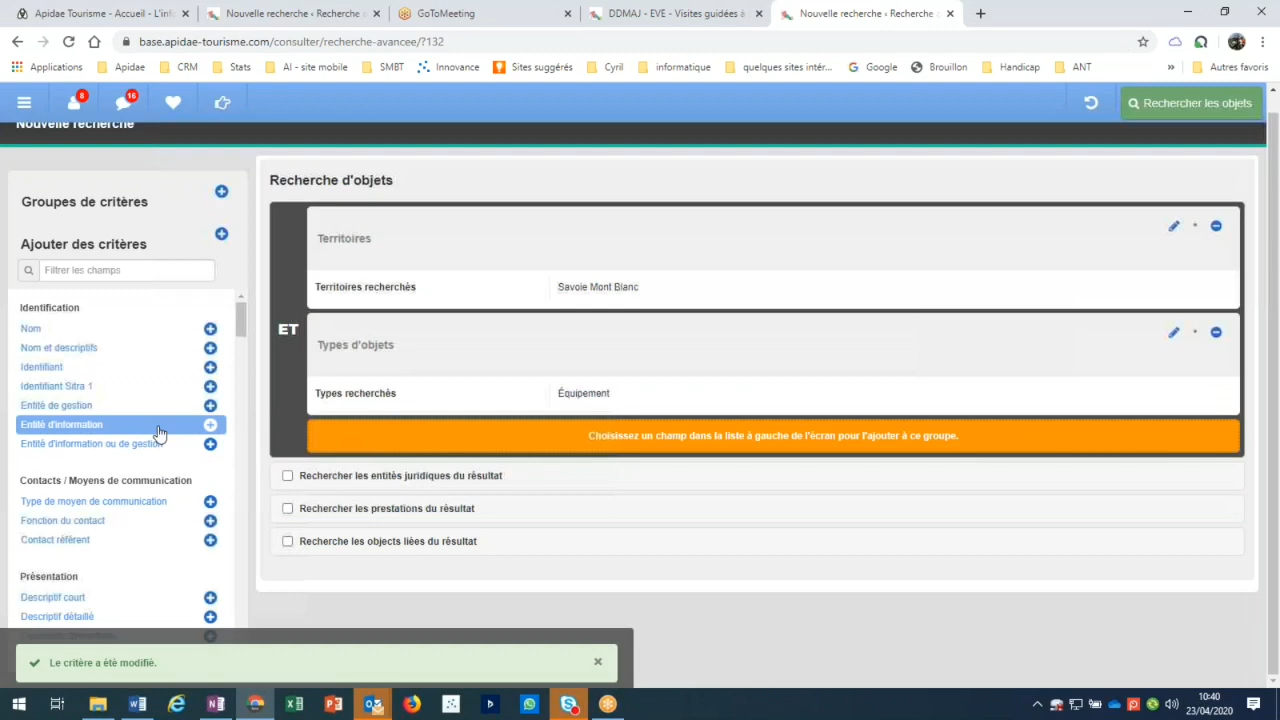 Apidae Tourisme - Accueil - L'inf
Nouvelle recherche ‹ Recherche a
GoToMeeting
DDMAJ - EVE - Visites guidées à
Nouvelle recherche ‹ Recherche
base.apidae-tourisme.com/consulter/recherche-avancee/?132
Applications
Apidae
CRM
Stats
AI - site mobile
SMBT
Innovance
Sites suggérés
Cyril
informatique
quelques sites intér...
Google
Brouillon
Handicap
ANT
»
Autres favoris
8
16
Rechercher les objets
Nouvelle recherche
Groupes de critères
Ajouter des critères
Filtrer les champs
Identification
Nom
Nom et descriptifs
Identifiant
Identifiant Sitra 1
Entité de gestion
Entité d'information
Entité d'information ou de gestion
Contacts / Moyens de communication
Type de moyen de communication
Fonction du contact
Contact référent
Présentation
Descriptif court
Descriptif détaillé
Recherche d'objets
ET
Territoires
Territoires recherchés
Savoie Mont Blanc
Types d'objets
Types recherchés
Équipement
Choisissez un champ dans la liste à gauche de l'écran pour l'ajouter à ce groupe.
Rechercher les entités juridiques du résultat
Rechercher les prestations du résultat
Recherche les objects liées du résultat
Le critère a été modifié.
10:40
23/04/2020